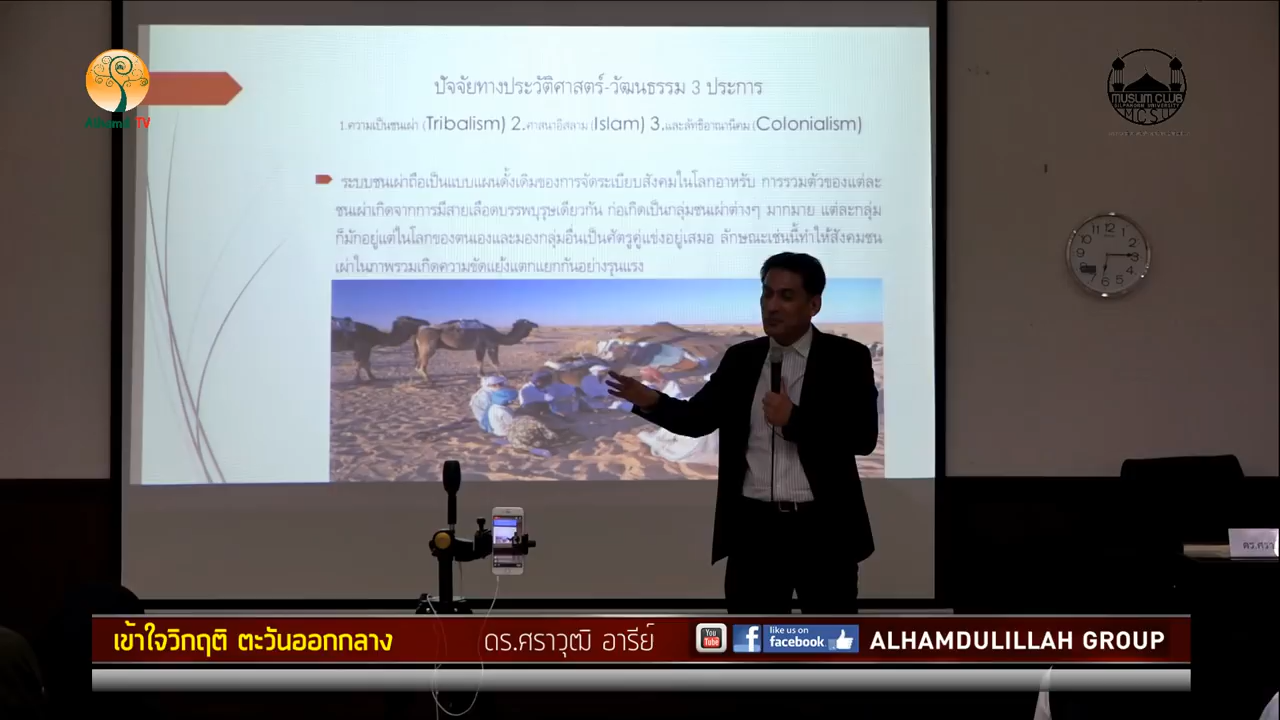 Alhamd TV
MUSLIM CLUB
SILPAKORN UNIVERSITY
MCSU
ปัจจัยทางประวัติศาสตร์-วัฒนธรรม 3 ประการ
1.ความเป็นชนเผ่า (Tribalism) 2.ศาสนาอิสลาม (Islam) 3.และลัทธิอาณานิคม (Colonialism)
ระบบชนเผ่าถือเป็นแบบแผนดั้งเดิมของการจัดระเบียบสังคมในโลกอาหรับ การรวมตัวของแต่ละ
ชนเผ่าเกิดจากการมีสายเลือดบรรพบุรุษเดียวกัน ก่อเกิดเป็นกลุ่มชนเผ่าต่างๆ มากมาย แต่ละกลุ่ม
ก็มักอยู่แต่ในโลกของตนเองและมองกลุ่มอื่นเป็นศัตรูคู่แข่งอยู่เสมอ ลักษณะเช่นนี้ทำให้สังคมชน
เผ่าในภาพรวมเกิดความขัดแย้งแตกแยกกันอย่างรุนแรง
ดร.ศรา
เข้าใจวิกฤติ ตะวันออกกลาง ดร.ศราวุฒิ อารีย์ You Tube f like us on facebook ALHAMDULILLAH GROUP